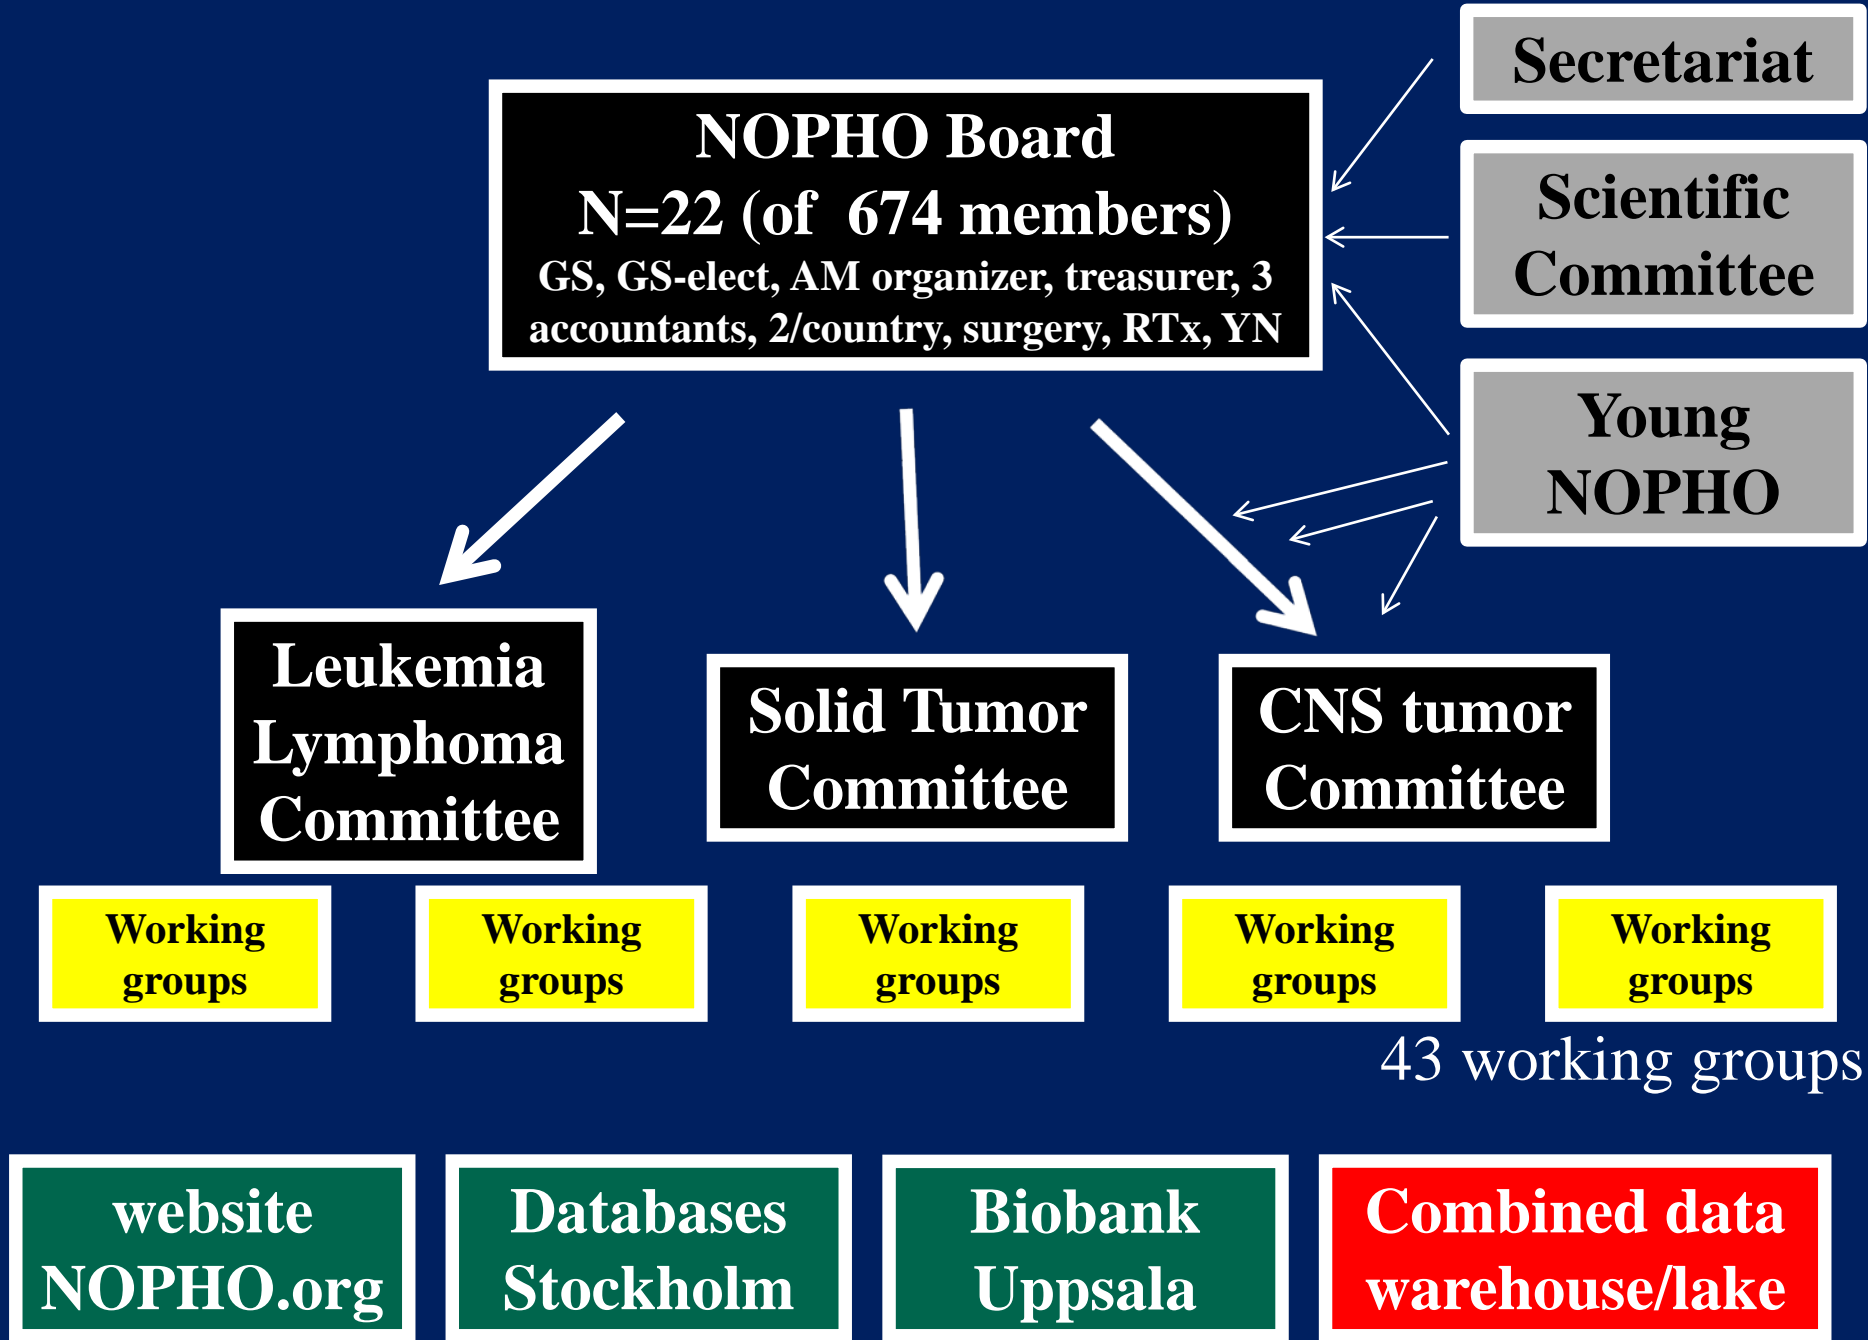 Secretariat
NOPHO Board
N=22 (of 674 members)
GS, GS-elect, AM organizer, treasurer, 3
accountants, 2/country, surgery, RTx, YN
Scientific
Committee
Young
NOPHO
Leukemia
Lymphoma
Committee
Solid Tumor
Committee
CNS tumor
Committee
Working
groups
Working
groups
Working
groups
Working
groups
Working
groups
43 working groups
website
NOPHO.org
Databases
Stockholm
Biobank
Uppsala
Combined data
warehouse/lake